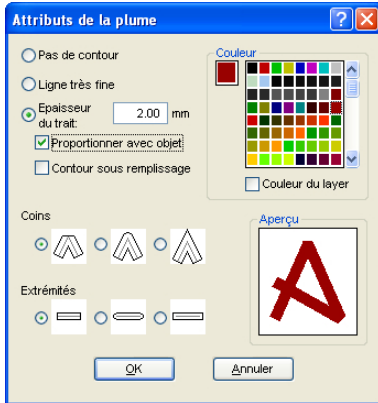 Attributs de la plume
Pas de contour
Ligne très fine
Epaisseur du trait: 2.00 mm
Proportionner avec objet
Contour sous remplissage
Couleur
Couleur du layer
Coins
Extrémités
Aperçu
OK
Annuler